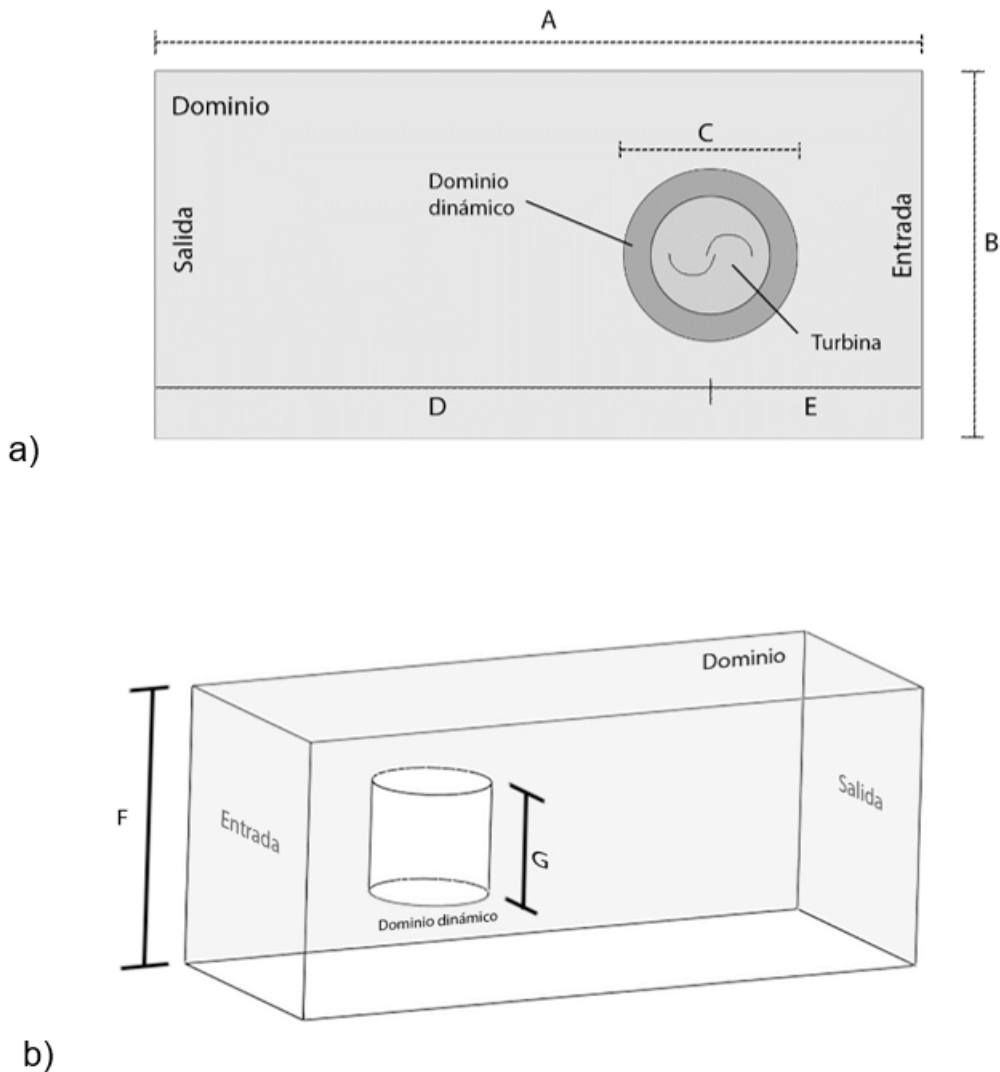 A
Dominio
C
Dominio
dinámico
Salida
Entrada
B
Turbina
D
E
a)
Dominio
F
Entrada
Salida
G
Dominio dinámico
b)